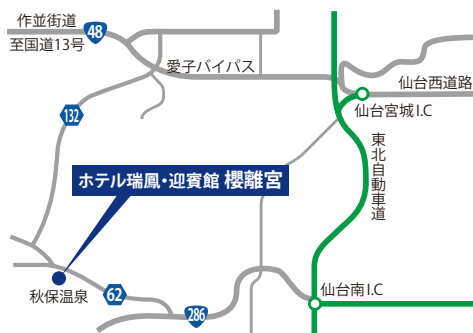 作並街道
至国道13号
48
愛子バイパス
仙台西道路
仙台宮城I.C
132
東北自動車道
ホテル瑞鳳・迎賓館 櫻離宮
秋保温泉
62
286
仙台南I.C